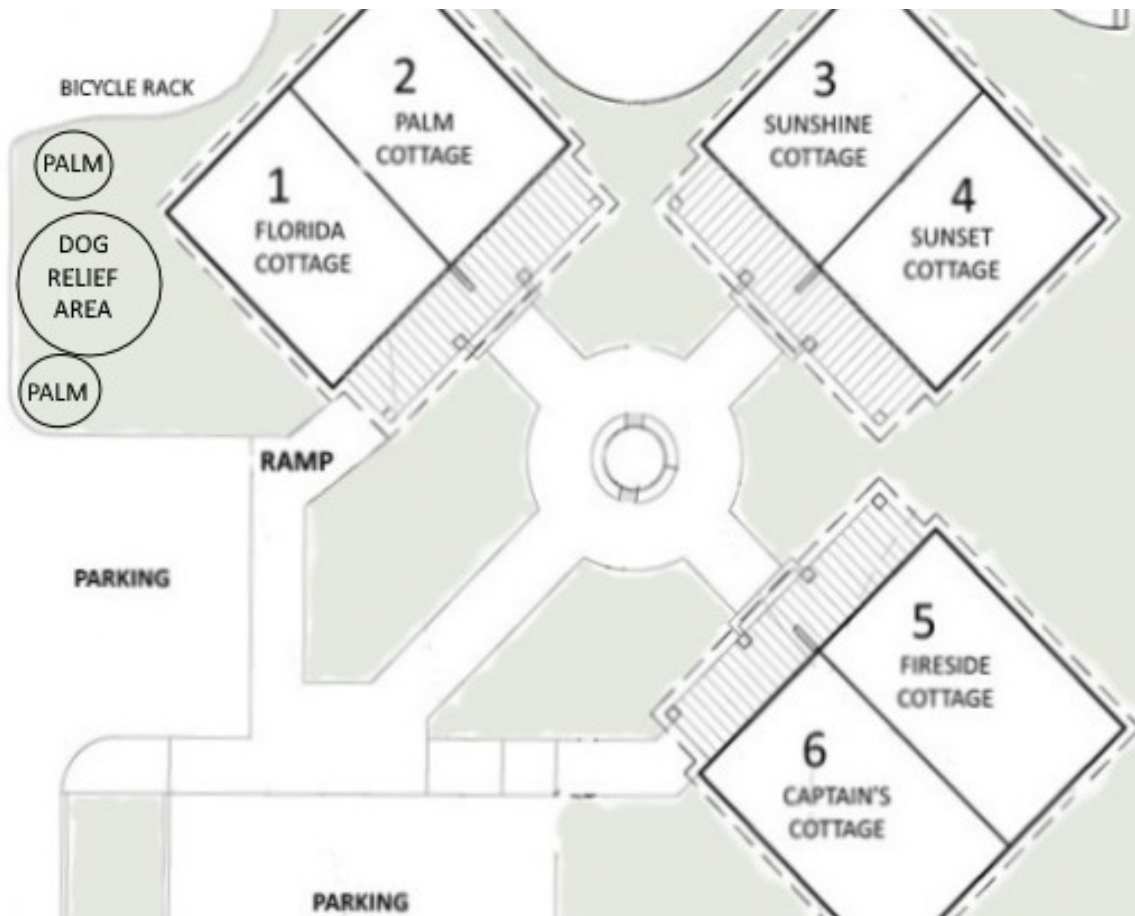 BICYCLE RACK
PALM
DOG
RELIEF
AREA
PALM
1
FLORIDA
COTTAGE
2
PALM
COTTAGE
3
SUNSHINE
COTTAGE
4
SUNSET
COTTAGE
RAMP
PARKING
5
FIRESIDE
COTTAGE
6
CAPTAIN'S
COTTAGE
PARKING